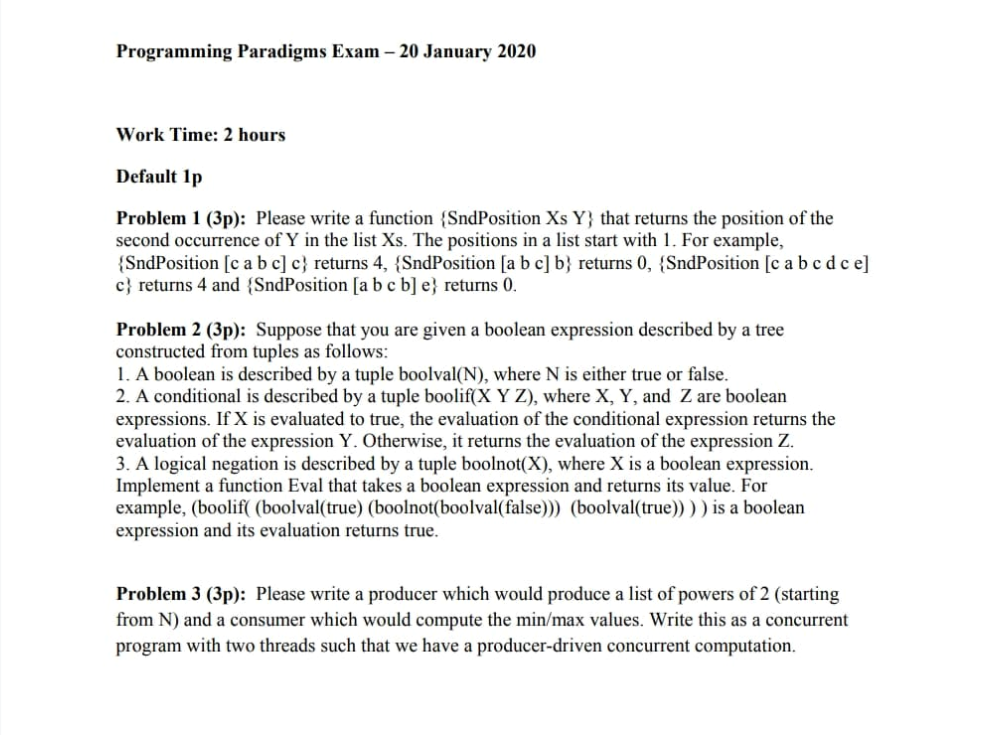 Programming Paradigms Exam – 20 January 2020
Work Time: 2 hours
Default 1p
Problem 1 (3p): Please write a function {SndPosition Xs Y} that returns the position of the
second occurrence of Y in the list Xs. The positions in a list start with 1. For example,
{SndPosition [c a b c] c} returns 4, {SndPosition [a b c] b} returns 0, {SndPosition [c a b c d c e]
c} returns 4 and {SndPosition [a b c b] e} returns 0.
Problem 2 (3p): Suppose that you are given a boolean expression described by a tree
constructed from tuples as follows:
1. A boolean is described by a tuple boolval(N), where N is either true or false.
2. A conditional is described by a tuple boolif(X Y Z), where X, Y, and Z are boolean
expressions. If X is evaluated to true, the evaluation of the conditional expression returns the
evaluation of the expression Y. Otherwise, it returns the evaluation of the expression Z.
3. A logical negation is described by a tuple boolnot(X), where X is a boolean expression.
Implement a function Eval that takes a boolean expression and returns its value. For
example, (boolif( (boolval(true) (boolnot(boolval(false))) (boolval(true)) ) ) is a boolean
expression and its evaluation returns true.
Problem 3 (3p): Please write a producer which would produce a list of powers of 2 (starting
from N) and a consumer which would compute the min/max values. Write this as a concurrent
program with two threads such that we have a producer-driven concurrent computation.